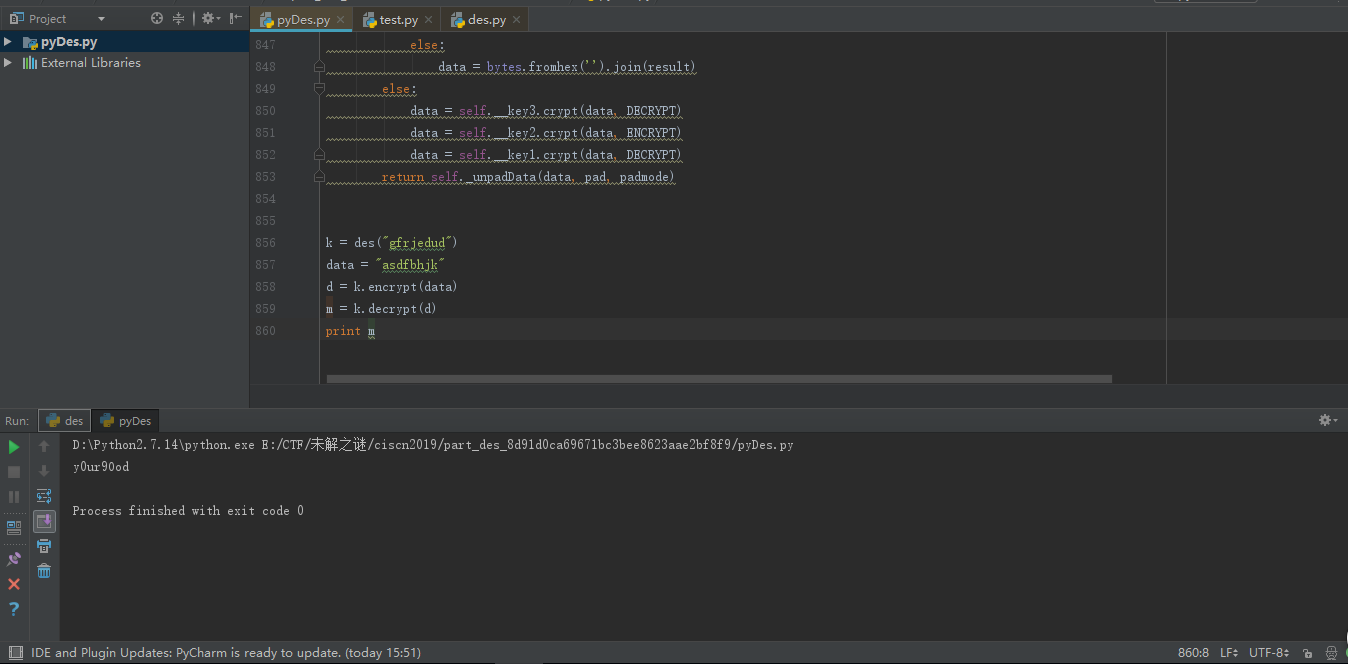 Project
pyDes.py
test.py
des.py
pyDes.py
External Libraries
847 else:
848 data = bytes.fromhex('').join(result)
849 else:
850 data = self.__key3.crypt(data, DECRYPT)
851 data = self.__key2.crypt(data, ENCRYPT)
852 data = self.__key1.crypt(data, DECRYPT)
853 return self._unpadData(data, pad, padmode)
854
855
856 k = des("gfrjedud")
857 data = "asdfbhjk"
858 d = k.encrypt(data)
859 m = k.decrypt(d)
860 print m
Run: des pyDes
D:\Python2.7.14\python.exe E:/CTF/未解之谜/ciscn2019/part_des_8d91d0ca69671bc3bee8623aae2bf8f9/pyDes.py
y0ur90od
Process finished with exit code 0
IDE and Plugin Updates: PyCharm is ready to update. (today 15:51)
860:8 LF UTF-8